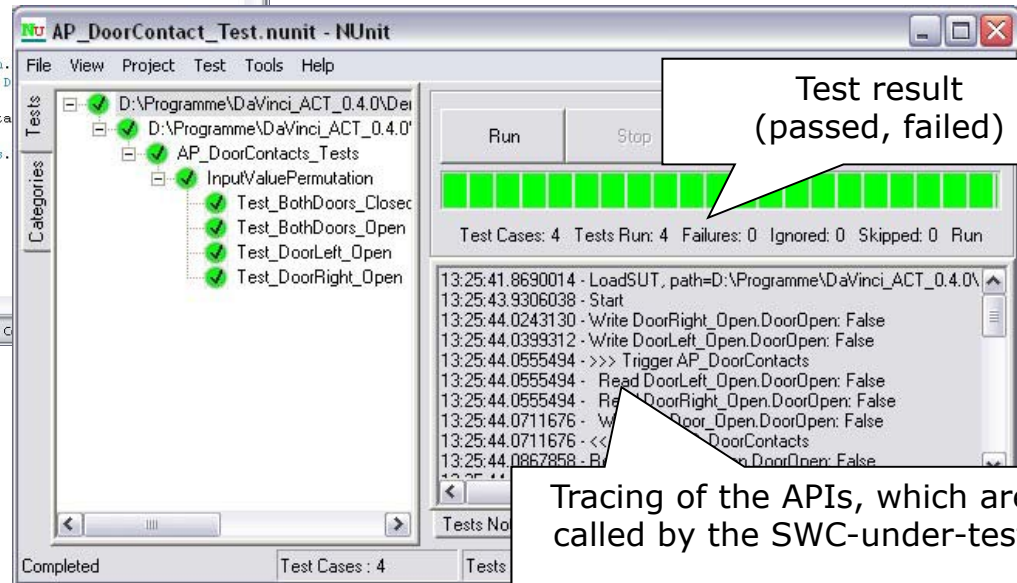 NU AP_DoorContact_Test.nunit - NUnit
File View Project Test Tools Help
Tests
Categories
D:\Programme\DaVinci_ACT_0.4.0\De
D:\Programme\DaVinci_ACT_0.4.0'
AP_DoorContacts_Tests
InputValuePermutation
Test_BothDoors_Closed
Test_BothDoors_Open
Test_DoorLeft_Open
Test_DoorRight_Open
Run
Stop
Test result
(passed, failed)
Test Cases: 4 Tests Run: 4 Failures: 0 Ignored: 0 Skipped: 0 Run
13:25:41.8690014 - LoadSUT, path=D:\Programme\DaVinci_ACT_0.4.0\
13:25:43.9306038 - Start
13:25:44.0243130 - Write DoorRight_Open.DoorOpen: False
13:25:44.0399312 - Write DoorLeft_Open.DoorOpen: False
13:25:44.0555494 - >>> Trigger AP_DoorContacts
13:25:44.0555494 - Read DoorLeft_Open.DoorOpen: False
13:25:44.0555494 - Read DoorRight_Open.DoorOpen: False
13:25:44.0711676 - W Door_Open.DoorOpen: False
13:25:44.0711676 - << DoorContacts
13:25:44.0867858 - R n.DoorOpen: False
Tracing of the APIs, which are
called by the SWC-under-test
Tests No
Completed
Test Cases : 4
Tests